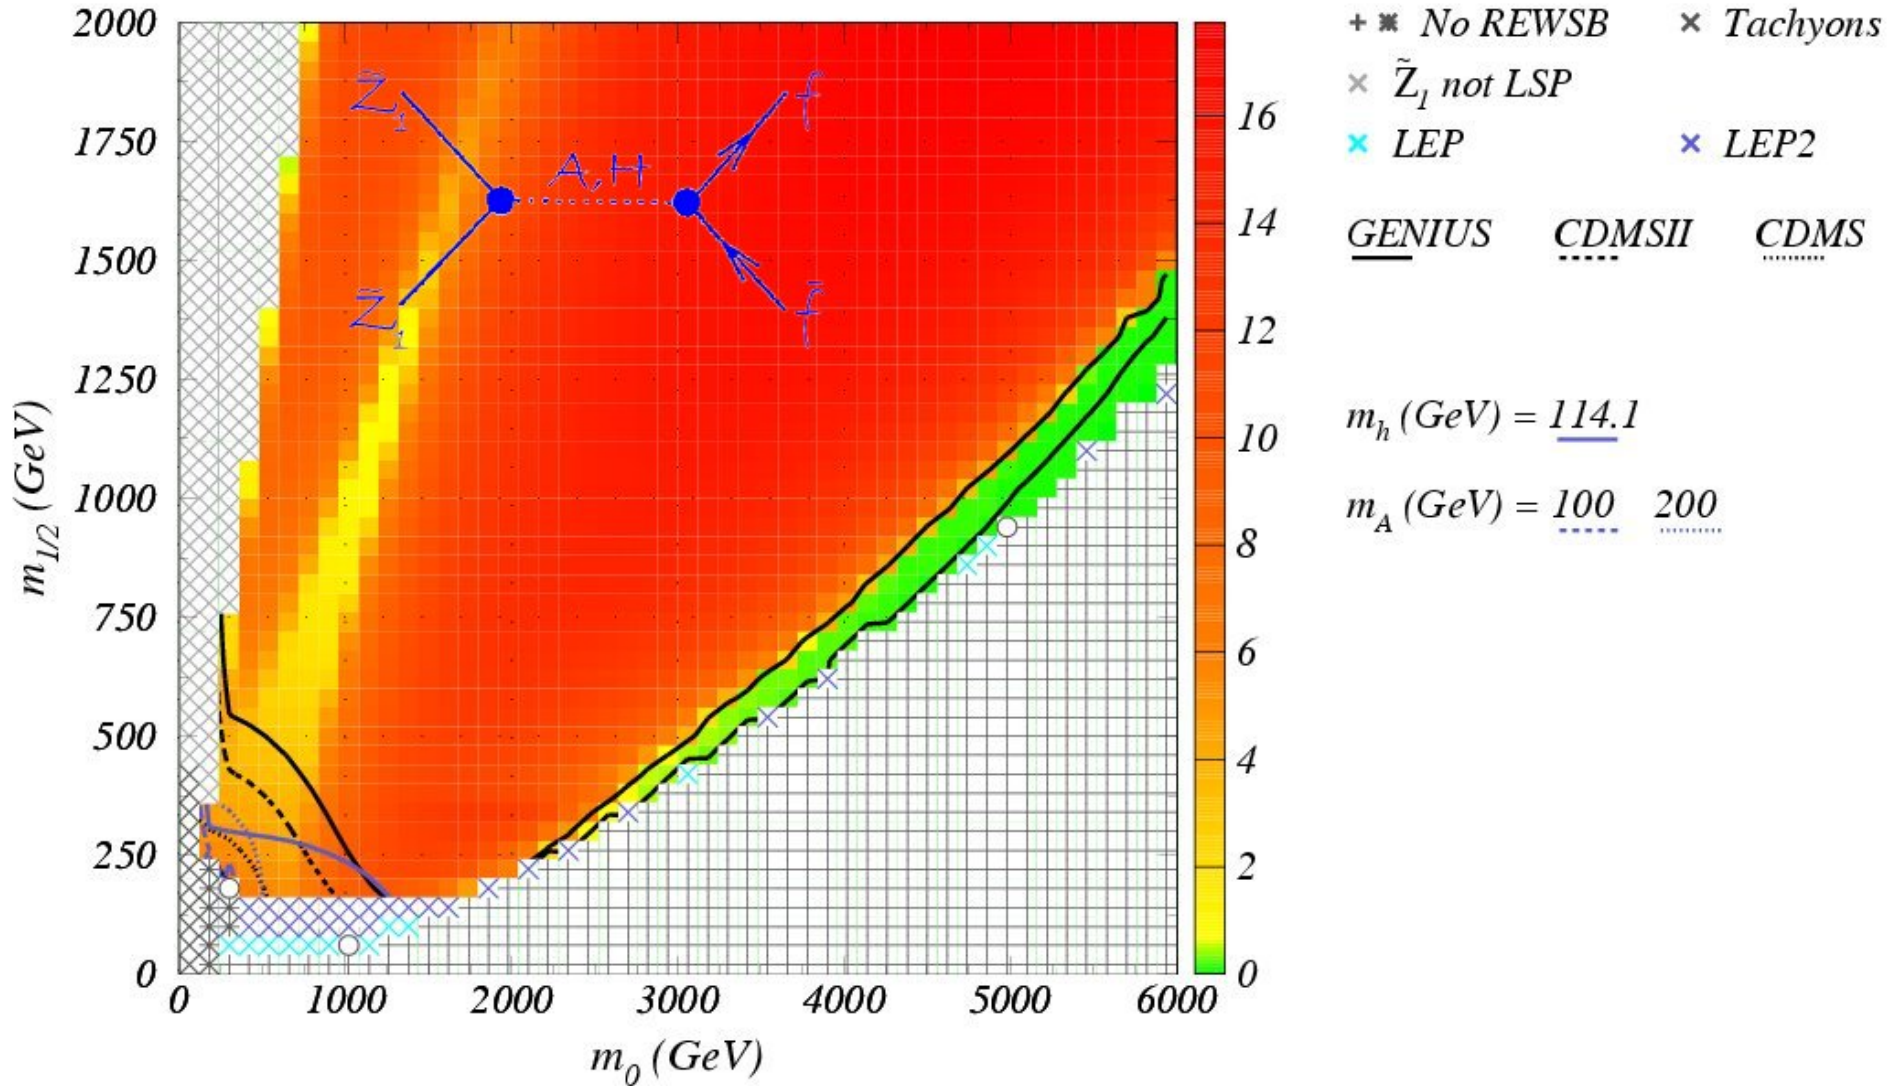 2000
1750
1500
1250
1000
750
500
250
0
m1/2 (GeV)
0 1000 2000 3000 4000 5000 6000
m0 (GeV)
Z̃1
Z̃1
A,H
f
f̄
16
14
12
10
8
6
4
2
0
+ ⁕ No REWSB × Tachyons
× Z̃1 not LSP
× LEP × LEP2
GENIUS CDMSII CDMS
mh (GeV) = 114.1
mA (GeV) = 100 200